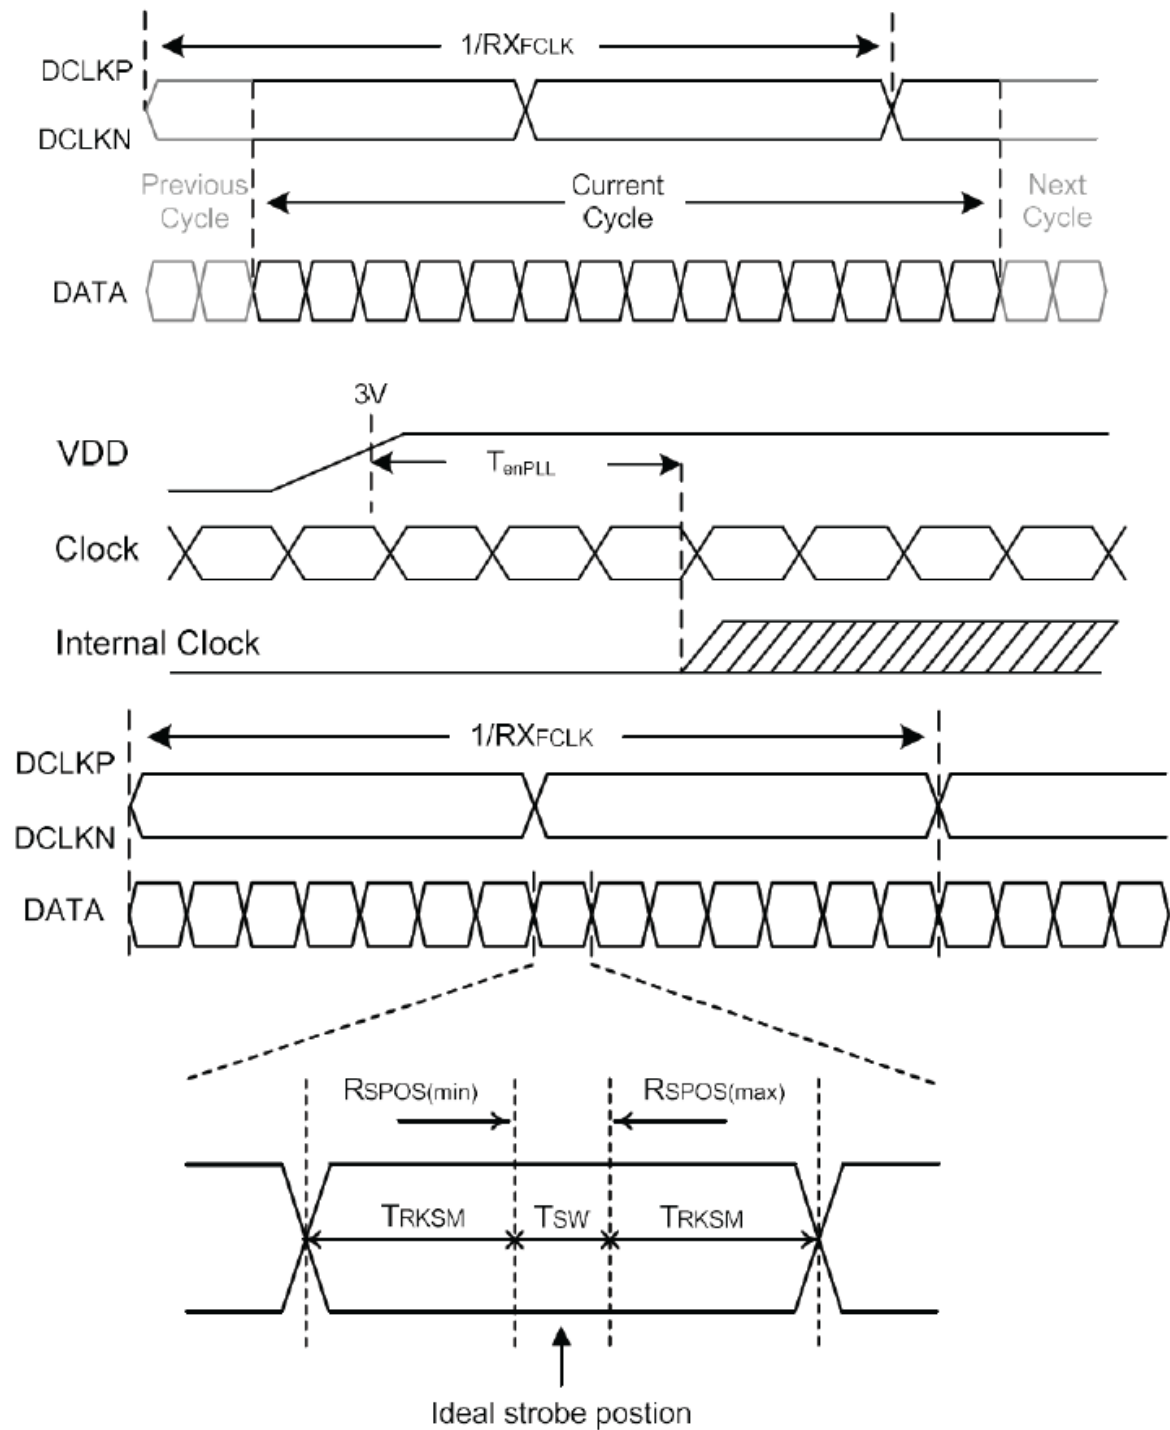 1/RXFCLK
DCLKP
DCLKN
Previous
Cycle
Current
Cycle
Next
Cycle
DATA
3V
VDD
TenPLL
Clock
Internal Clock
1/RXFCLK
DCLKP
DCLKN
DATA
RSPOS(min)
RSPOS(max)
TRKSM
TSW
TRKSM
Ideal strobe postion